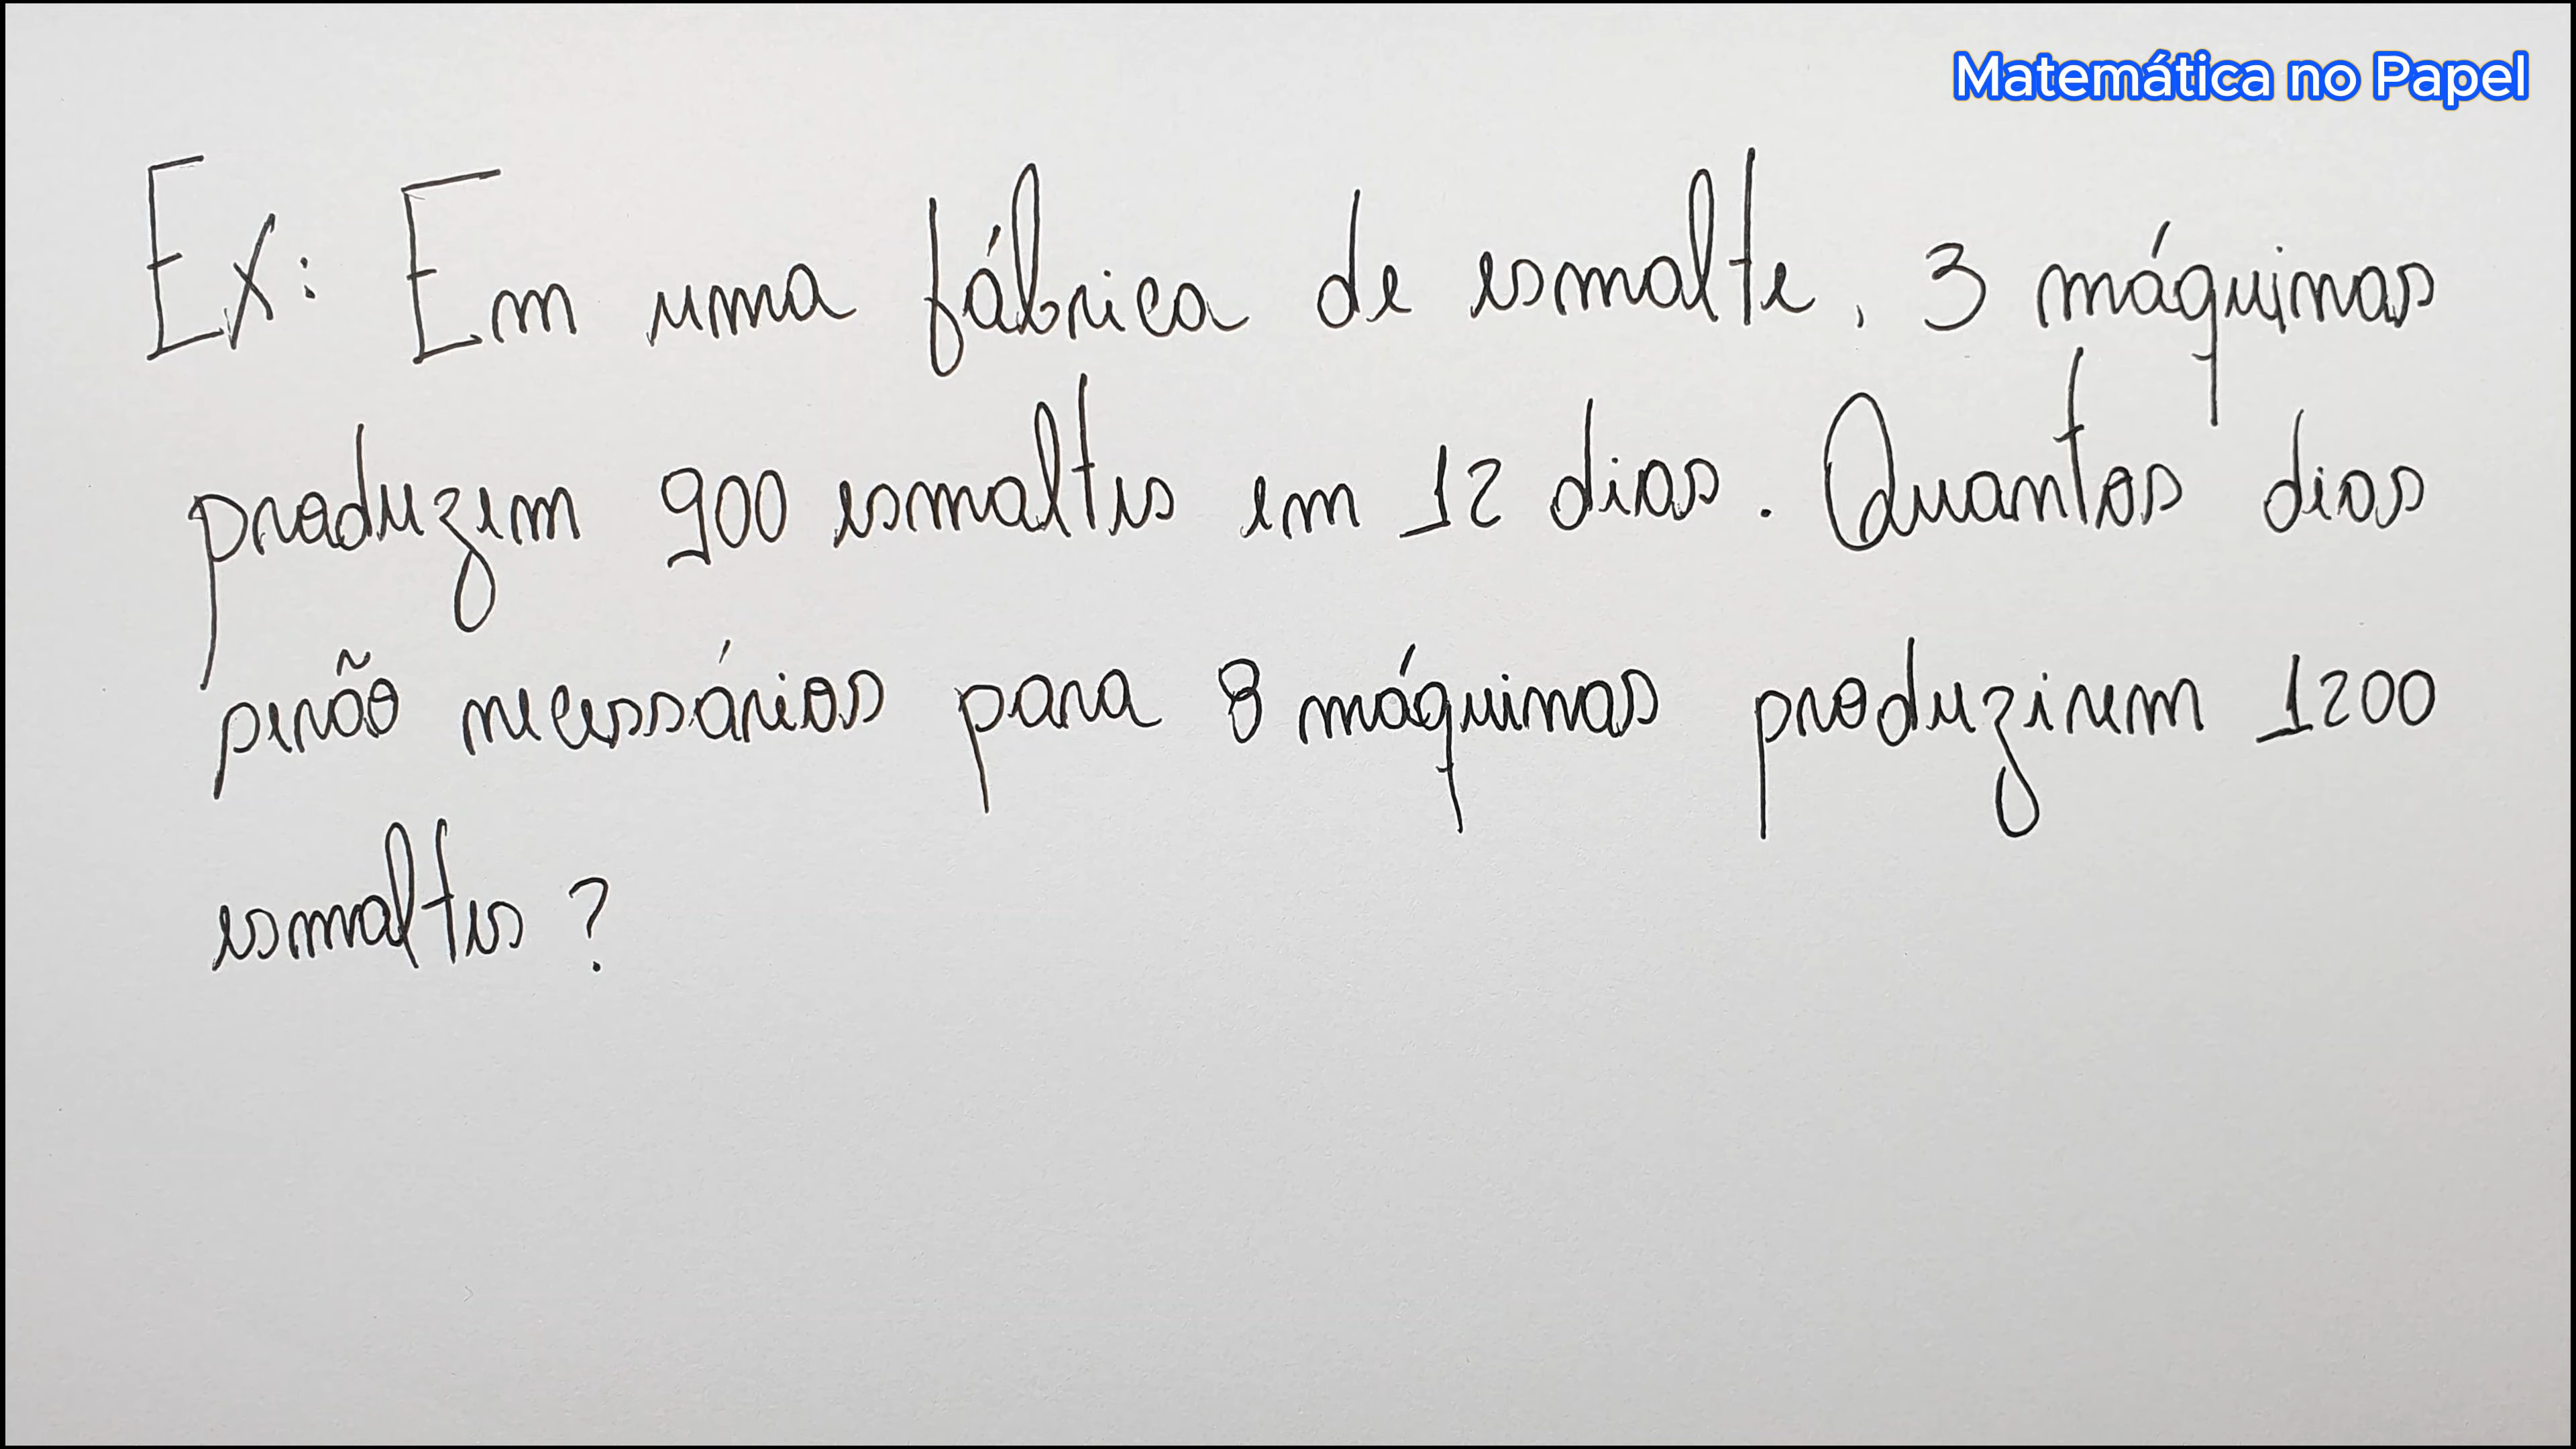 Matemática no Papel
Ex: Em uma fábrica de esmalte, 3 máquinas
produzem 900 esmaltes em 12 dias. Quantos dias
serão necessários para 8 máquinas produzirem 1200
esmaltes?